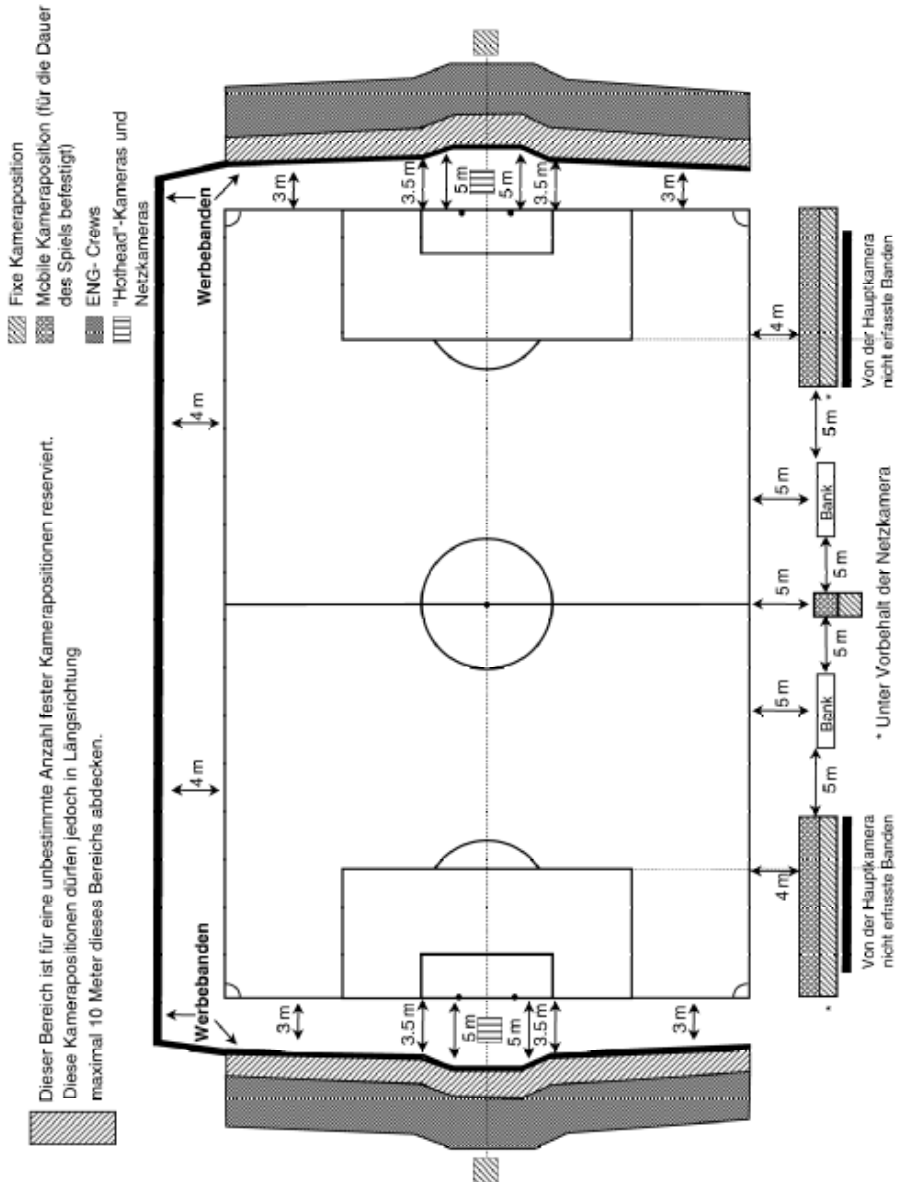 Dieser Bereich ist für eine unbestimmte Anzahl fester Kamerapositionen reserviert.
Diese Kamerapositionen dürfen jedoch in Längsrichtung
maximal 10 Meter dieses Bereichs abdecken.
Fixe Kameraposition
Mobile Kameraposition (für die Dauer
des Spiels befestigt)
ENG- Crews
"Hothead"-Kameras und
Netzkameras
Werbebanden
Werbebanden
4 m
4 m
3 m
3.5 m
5 m
5 m
3.5 m
3 m
3 m
3.5 m
5 m
5 m
3.5 m
3 m
4 m
5 m
5 m
5 m
4 m
*
5 m
Bank
5 m
5 m
Bank
5 m *
Von der Hauptkamera
nicht erfasste Banden
* Unter Vorbehalt der Netzkamera
Von der Hauptkamera
nicht erfasste Banden